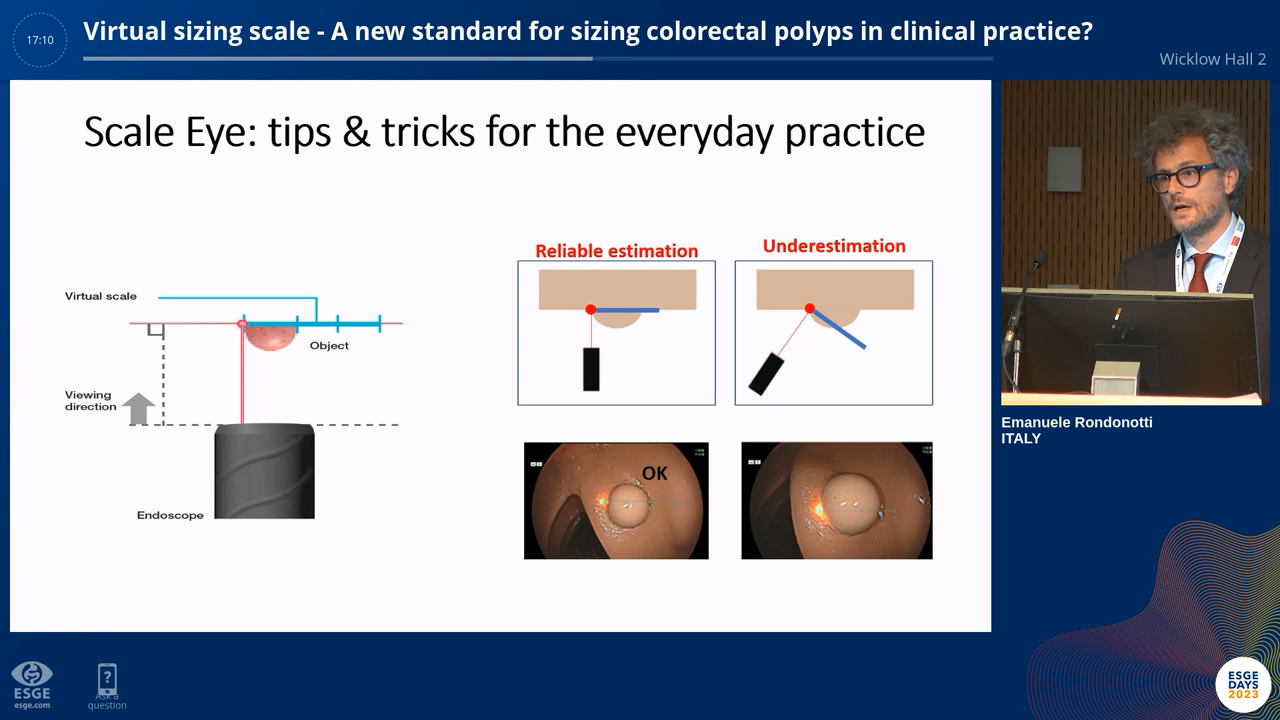 17:10
Virtual sizing scale - A new standard for sizing colorectal polyps in clinical practice?
Wicklow Hall 2
Scale Eye: tips & tricks for the everyday practice
Virtual scale
Object
Viewing
direction
Endoscope
Reliable estimation
Underestimation
OK
Emanuele Rondonotti
ITALY
ESGE
esge.com
?
Ask a
question
ESGE
DAYS
2023